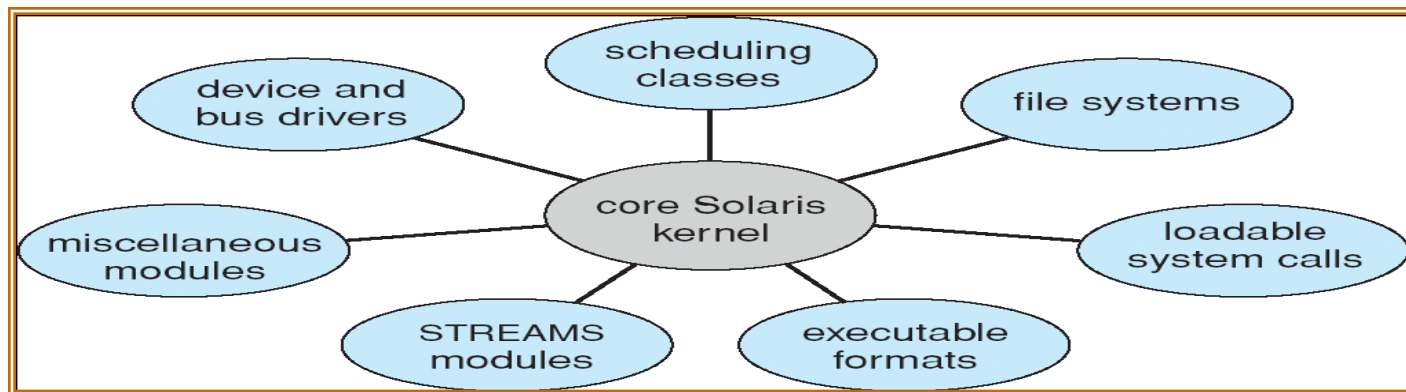 scheduling
classes
device and
bus drivers
file systems
core Solaris
kernel
miscellaneous
modules
loadable
system calls
STREAMS
modules
executable
formats